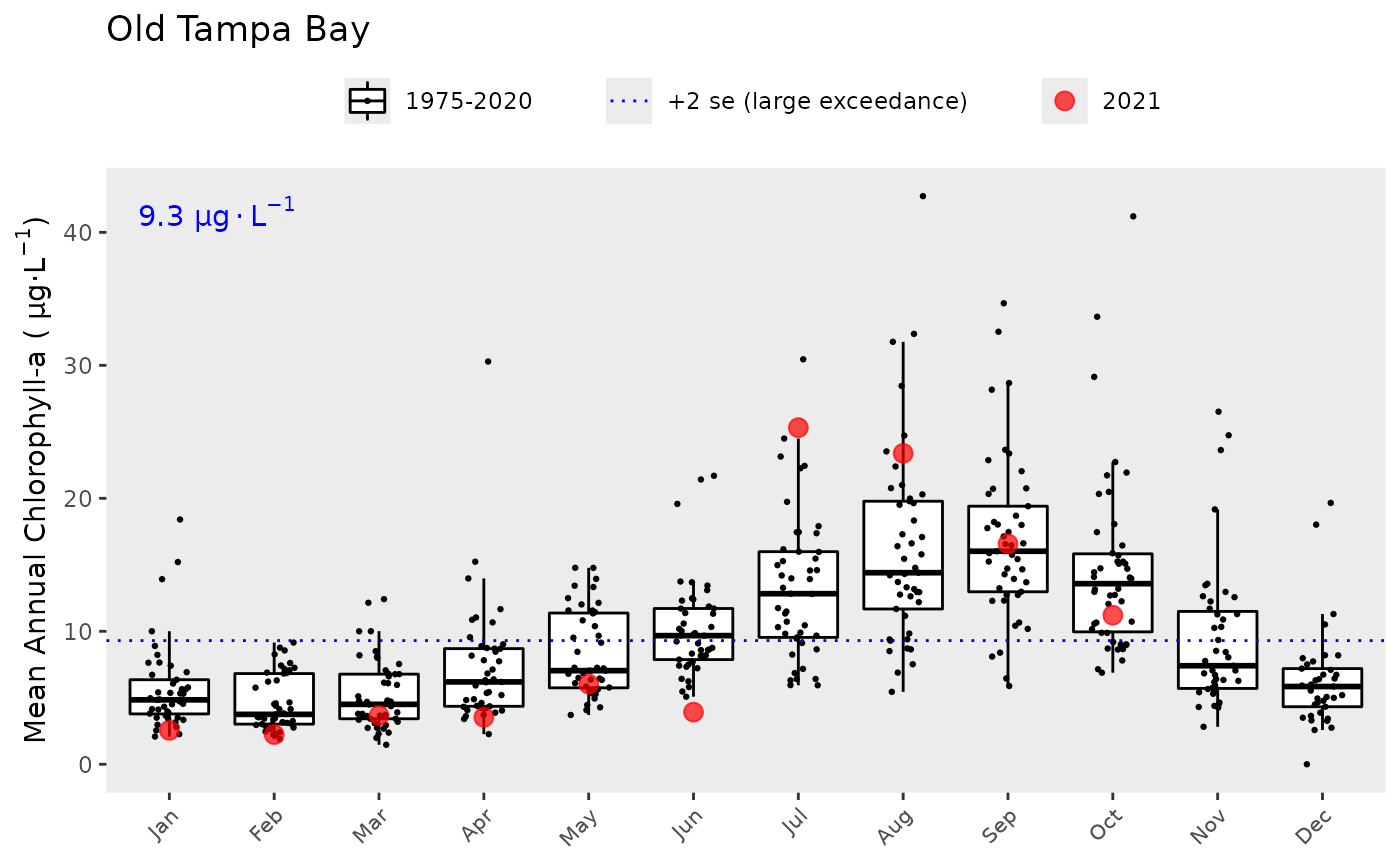 Old Tampa Bay
1975-2020 +2 se (large exceedance) 2021
9.3 μg·L⁻¹
Mean Annual Chlorophyll-a ( μg·L⁻¹)
40
30
20
10
0
Jan Feb Mar Apr May Jun Jul Aug Sep Oct Nov Dec